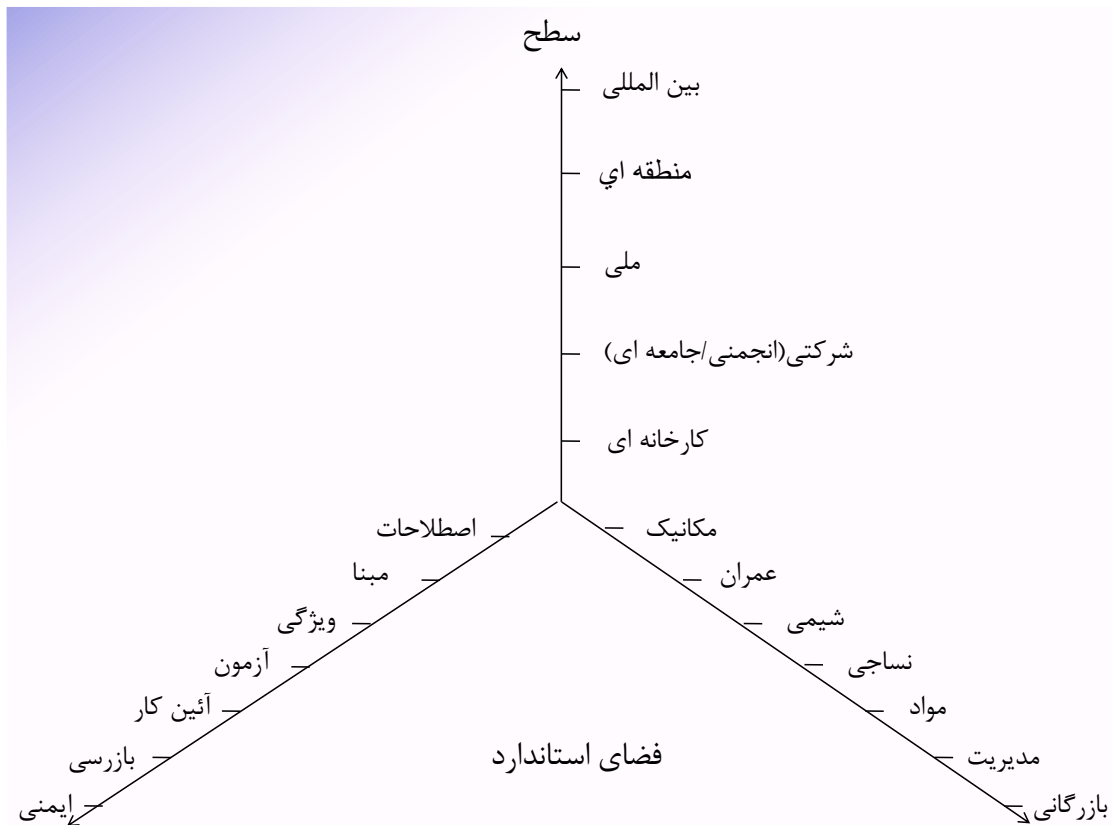 سطح
بین المللی
منطقه اي
ملی
شرکتی(انجمنی/جامعه ای)
کارخانه ای
مکانیک
عمران
شیمی
نساجی
مواد
مدیریت
بازرگانی
اصطلاحات
مبنا
ویژگی
آزمون
آئین کار
بازرسی
ایمنی
فضای استاندارد